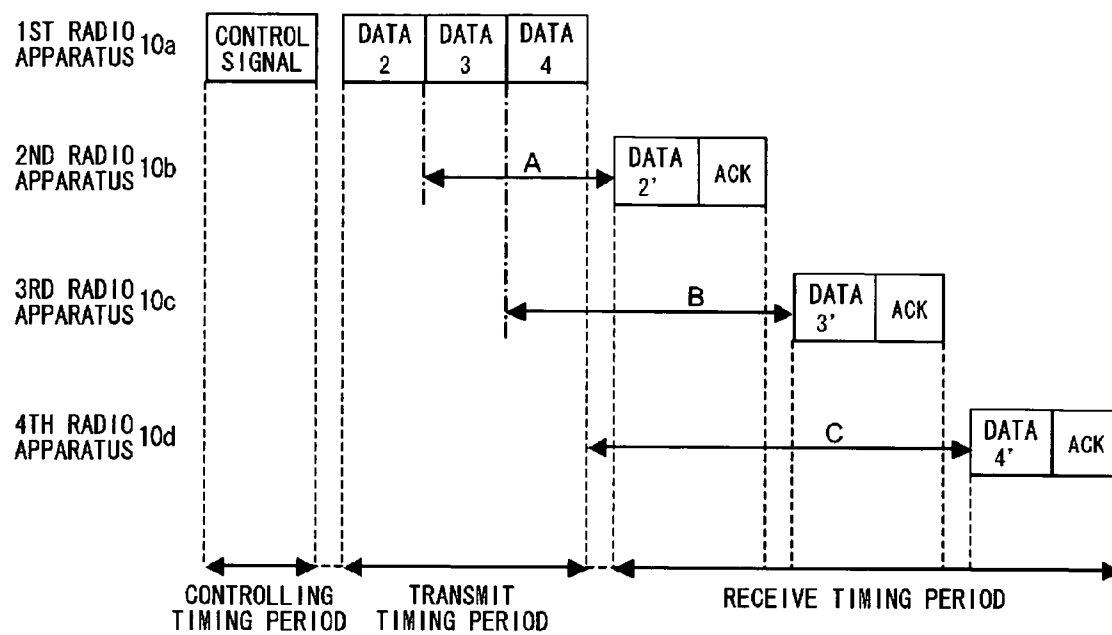 1ST RADIO
APPARATUS 10a
CONTROL
SIGNAL
DATA
2
DATA
3
DATA
4
2ND RADIO
APPARATUS 10b
A
DATA
2'
ACK
3RD RADIO
APPARATUS 10c
B
DATA
3'
ACK
4TH RADIO
APPARATUS 10d
C
DATA
4'
ACK
CONTROLLING
TIMING PERIOD
TRANSMIT
TIMING PERIOD
RECEIVE TIMING PERIOD